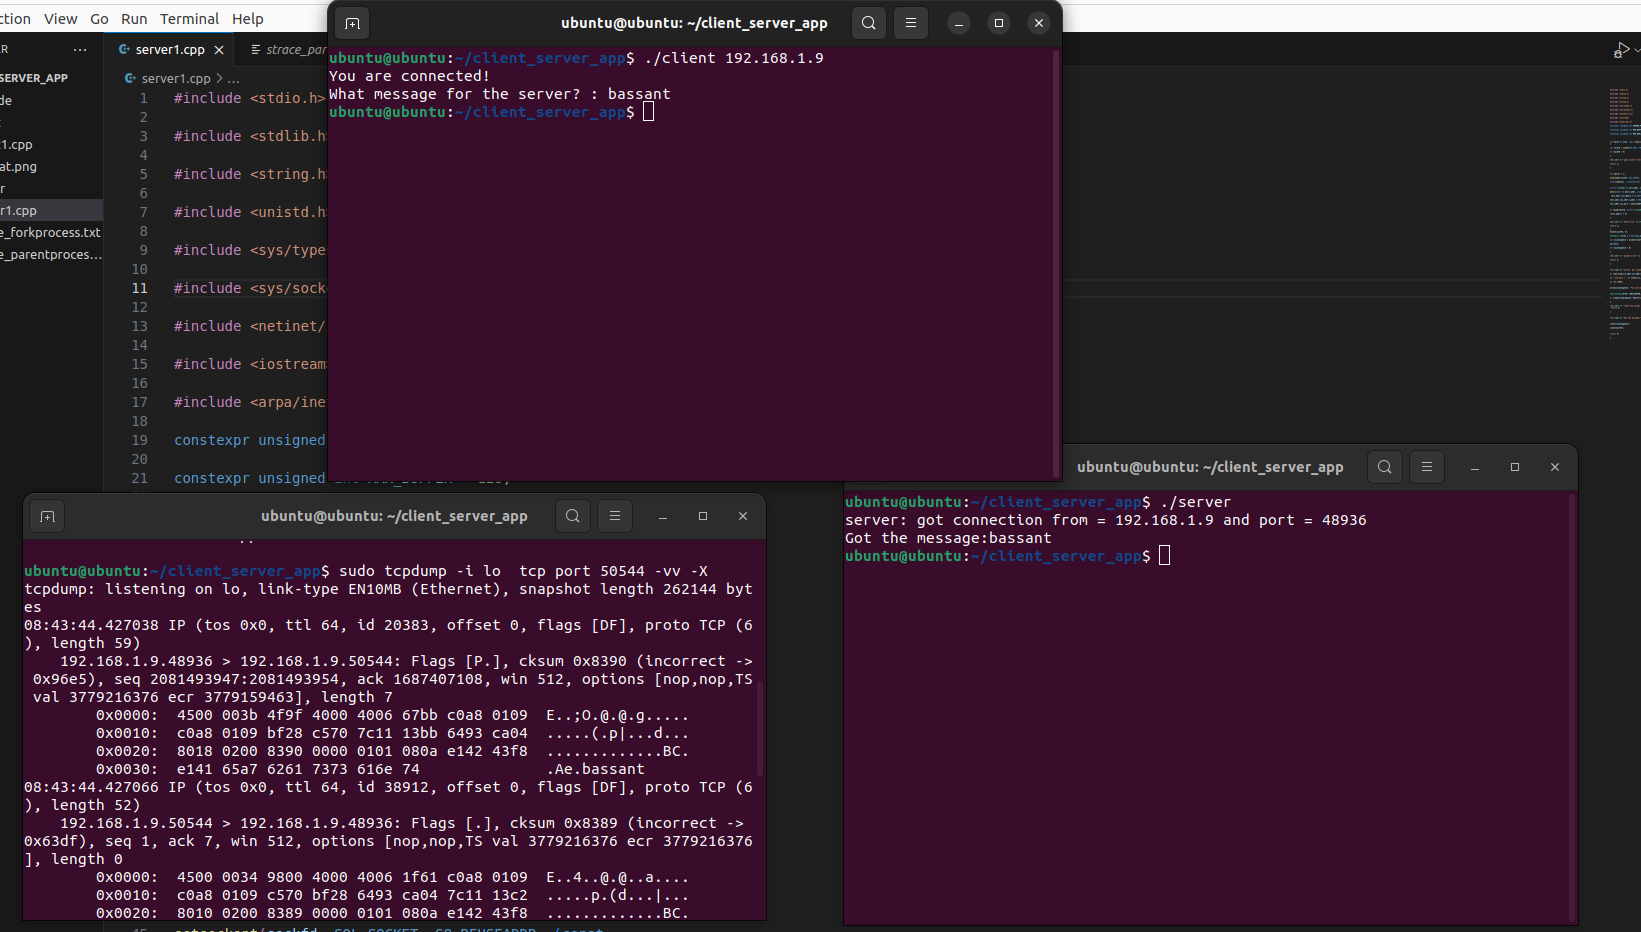 ction View Go Run Terminal Help
ubuntu@ubuntu: ~/client_server_app
ubuntu@ubuntu:~/client_server_app$ ./client 192.168.1.9
You are connected!
What message for the server? : bassant
ubuntu@ubuntu:~/client_server_app$
R ...
server1.cpp
strace_par
SERVER_APP
server1.cpp > ...
de
t1.cpp
at.png
r
r1.cpp
e_forkprocess.txt
e_parentproces...
1 #include <stdio.h>
2
3 #include <stdlib.h
4
5 #include <string.h
6
7 #include <unistd.h
8
9 #include <sys/type
10
11 #include <sys/sock
12
13 #include <netinet/
14
15 #include <iostream
16
17 #include <arpa/ine
18
19 constexpr unsigned
20
21 constexpr unsigned
ubuntu@ubuntu: ~/client_server_app
ubuntu@ubuntu:~/client_server_app$ sudo tcpdump -i lo  tcp port 50544 -vv -X
tcpdump: listening on lo, link-type EN10MB (Ethernet), snapshot length 262144 byt
es
08:43:44.427038 IP (tos 0x0, ttl 64, id 20383, offset 0, flags [DF], proto TCP (6
), length 59)
    192.168.1.9.48936 > 192.168.1.9.50544: Flags [P.], cksum 0x8390 (incorrect ->
 0x96e5), seq 2081493947:2081493954, ack 1687407108, win 512, options [nop,nop,TS
 val 3779216376 ecr 3779159463], length 7
        0x0000:  4500 003b 4f9f 4000 4006 67bb c0a8 0109  E..;O.@.@.g.....
        0x0010:  c0a8 0109 bf28 c570 7c11 13bb 6493 ca04  .....(.p|...d...
        0x0020:  8018 0200 8390 0000 0101 080a e142 43f8  .............BC.
        0x0030:  e141 65a7 6261 7373 616e 74              .Ae.bassant
08:43:44.427066 IP (tos 0x0, ttl 64, id 38912, offset 0, flags [DF], proto TCP (6
), length 52)
    192.168.1.9.50544 > 192.168.1.9.48936: Flags [.], cksum 0x8389 (incorrect ->
0x63df), seq 1, ack 7, win 512, options [nop,nop,TS val 3779216376 ecr 3779216376
], length 0
        0x0000:  4500 0034 9800 4000 4006 1f61 c0a8 0109  E..4..@.@..a....
        0x0010:  c0a8 0109 c570 bf28 6493 ca04 7c11 13c2  .....p.(d...|...
        0x0020:  8010 0200 8389 0000 0101 080a e142 43f8  .............BC.
ubuntu@ubuntu: ~/client_server_app
ubuntu@ubuntu:~/client_server_app$ ./server
server: got connection from = 192.168.1.9 and port = 48936
Got the message:bassant
ubuntu@ubuntu:~/client_server_app$